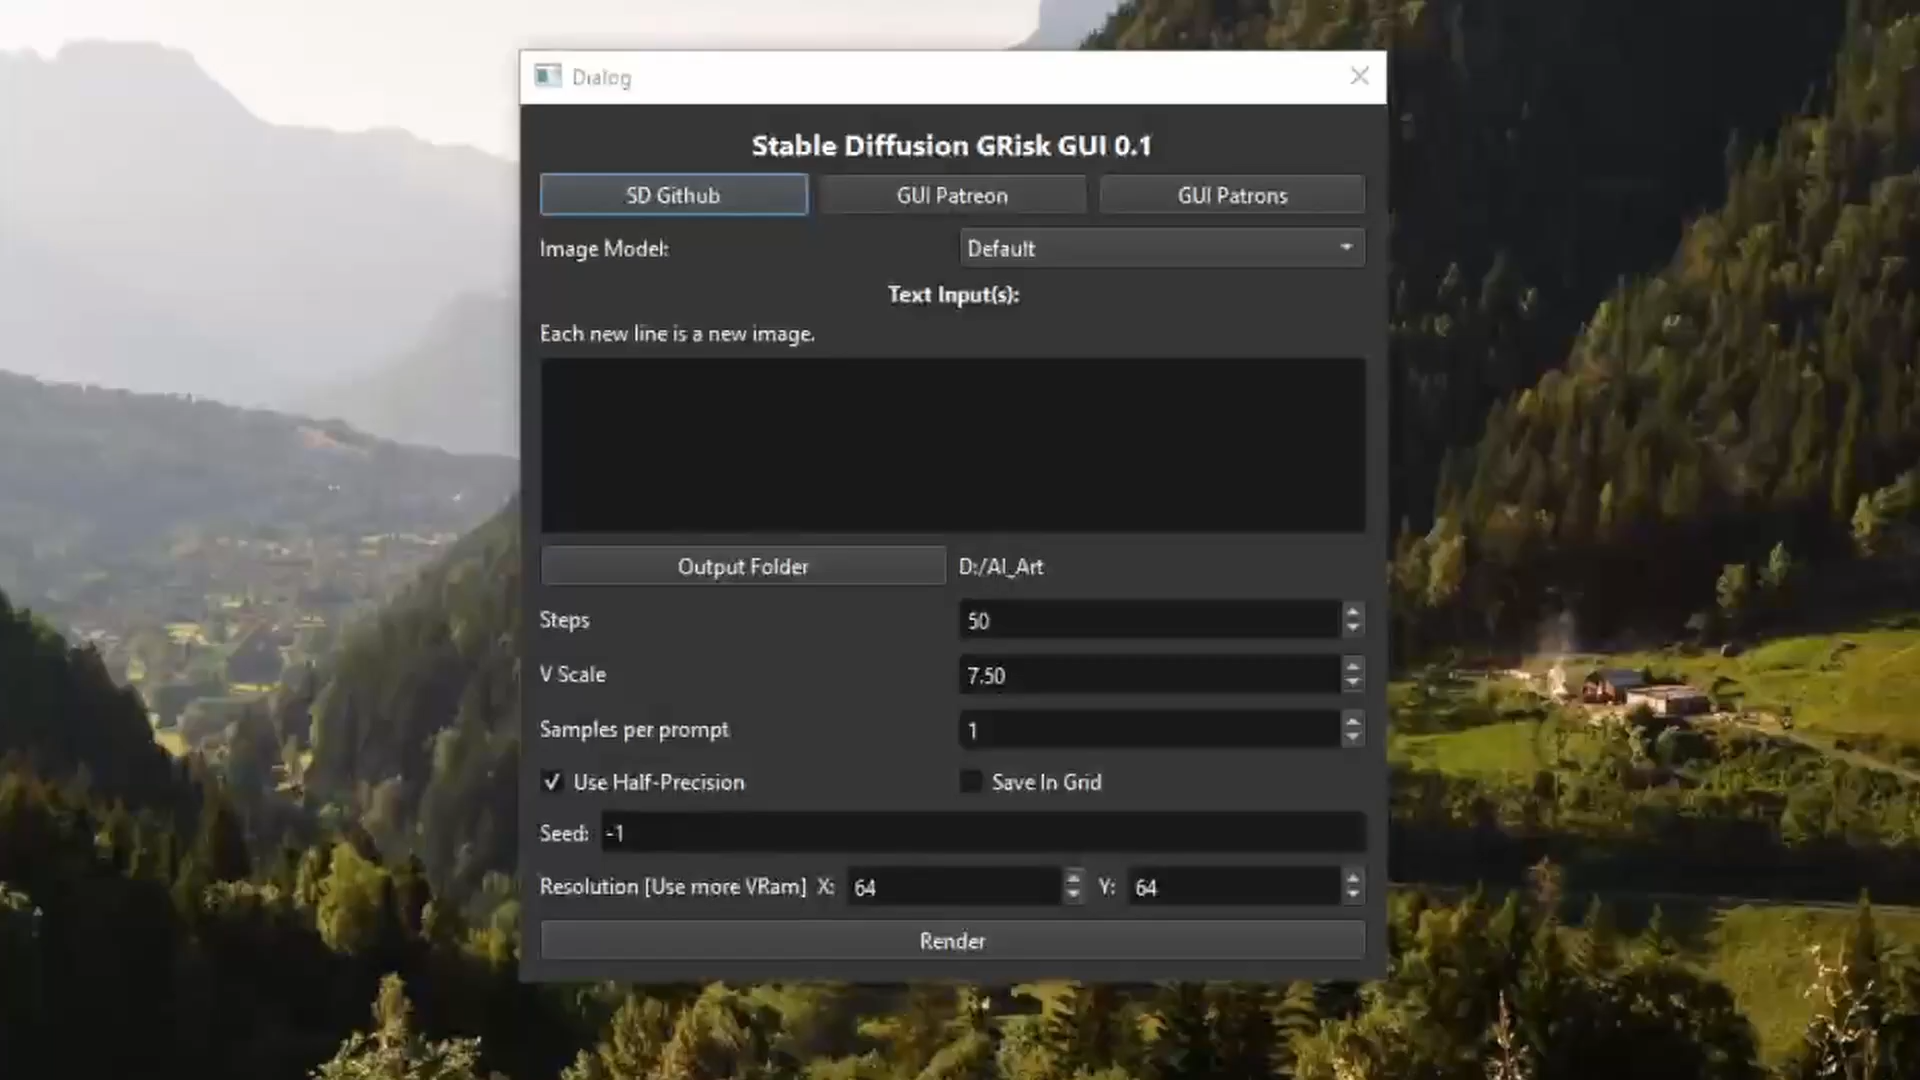 Dialog
Stable Diffusion GRisk GUI 0.1
SD Github GUI Patreon GUI Patrons
Image Model: Default
Text Input(s):
Each new line is a new image.
Output Folder D:/AI_Art
Steps 50
V Scale 7.50
Samples per prompt 1
Use Half-Precision Save In Grid
Seed: -1
Resolution [Use more VRam] X: 64 Y: 64
Render